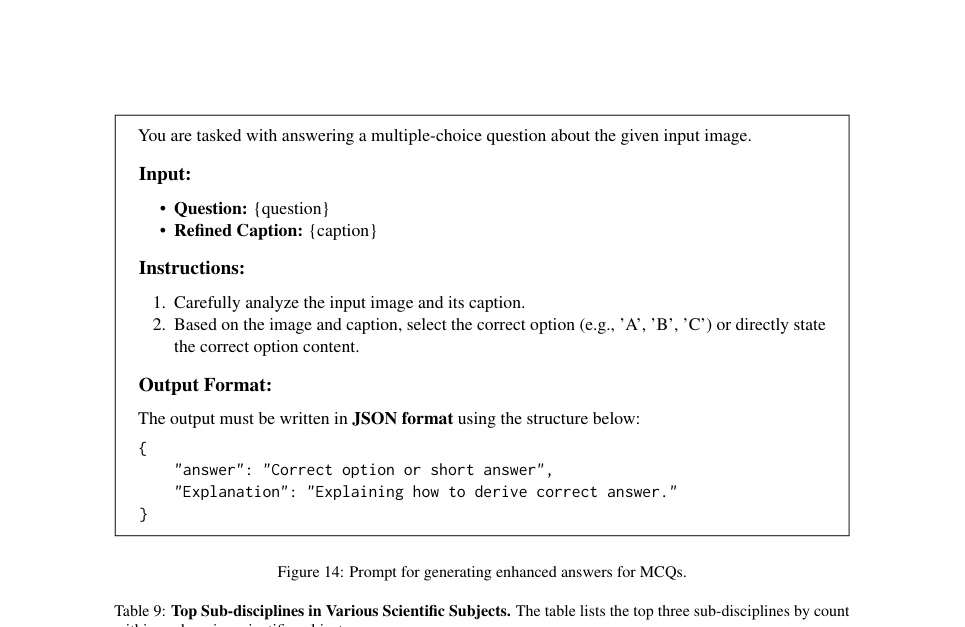 You are tasked with answering a multiple-choice question about the given input image.
Input:
• Question: {question}
• Refined Caption: {caption}
Instructions:
1. Carefully analyze the input image and its caption.
2. Based on the image and caption, select the correct option (e.g., ’A’, ’B’, ’C’) or directly state
the correct option content.
Output Format:
The output must be written in JSON format using the structure below:
{
"answer": "Correct option or short answer",
"Explanation": "Explaining how to derive correct answer."
}
Figure 14: Prompt for generating enhanced answers for MCQs.
Table 9: Top Sub-disciplines in Various Scientific Subjects. The table lists the top three sub-disciplines by count